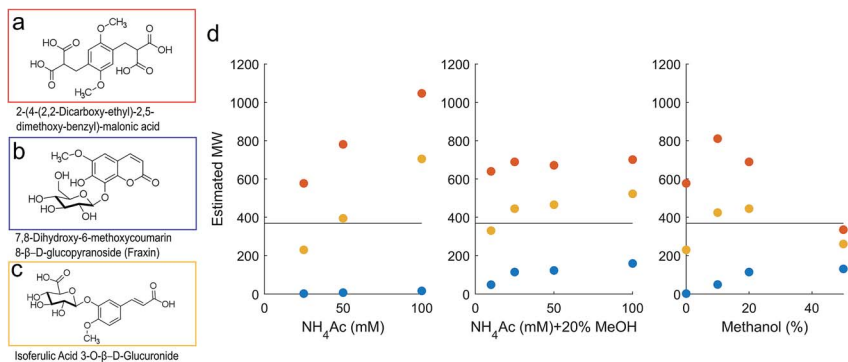 a
OCH3
O
OH
HO
O
O
OH
HO
O
OCH3
2-(4-(2,2-Dicarboxy-ethyl)-2,5-
dimethoxy-benzyl)-malonic acid
b
H3C
O
OH
HO
O
O
O
HO
O
HO
OH
OH
7,8-Dihydroxy-6-methoxycoumarin
8-β–D-glucopyranoside (Fraxin)
c
HO
O
O
HO
HO
OH
O
O
OH
O
CH3
Isoferulic Acid 3-O-β–D-Glucuronide
d
Estimated MW
1200
1000
800
600
400
200
0
0
50
100
NH4Ac (mM)
1200
1000
800
600
400
200
0
0
50
100
NH4Ac (mM)+20% MeOH
1200
1000
800
600
400
200
0
0
20
40
Methanol (%)